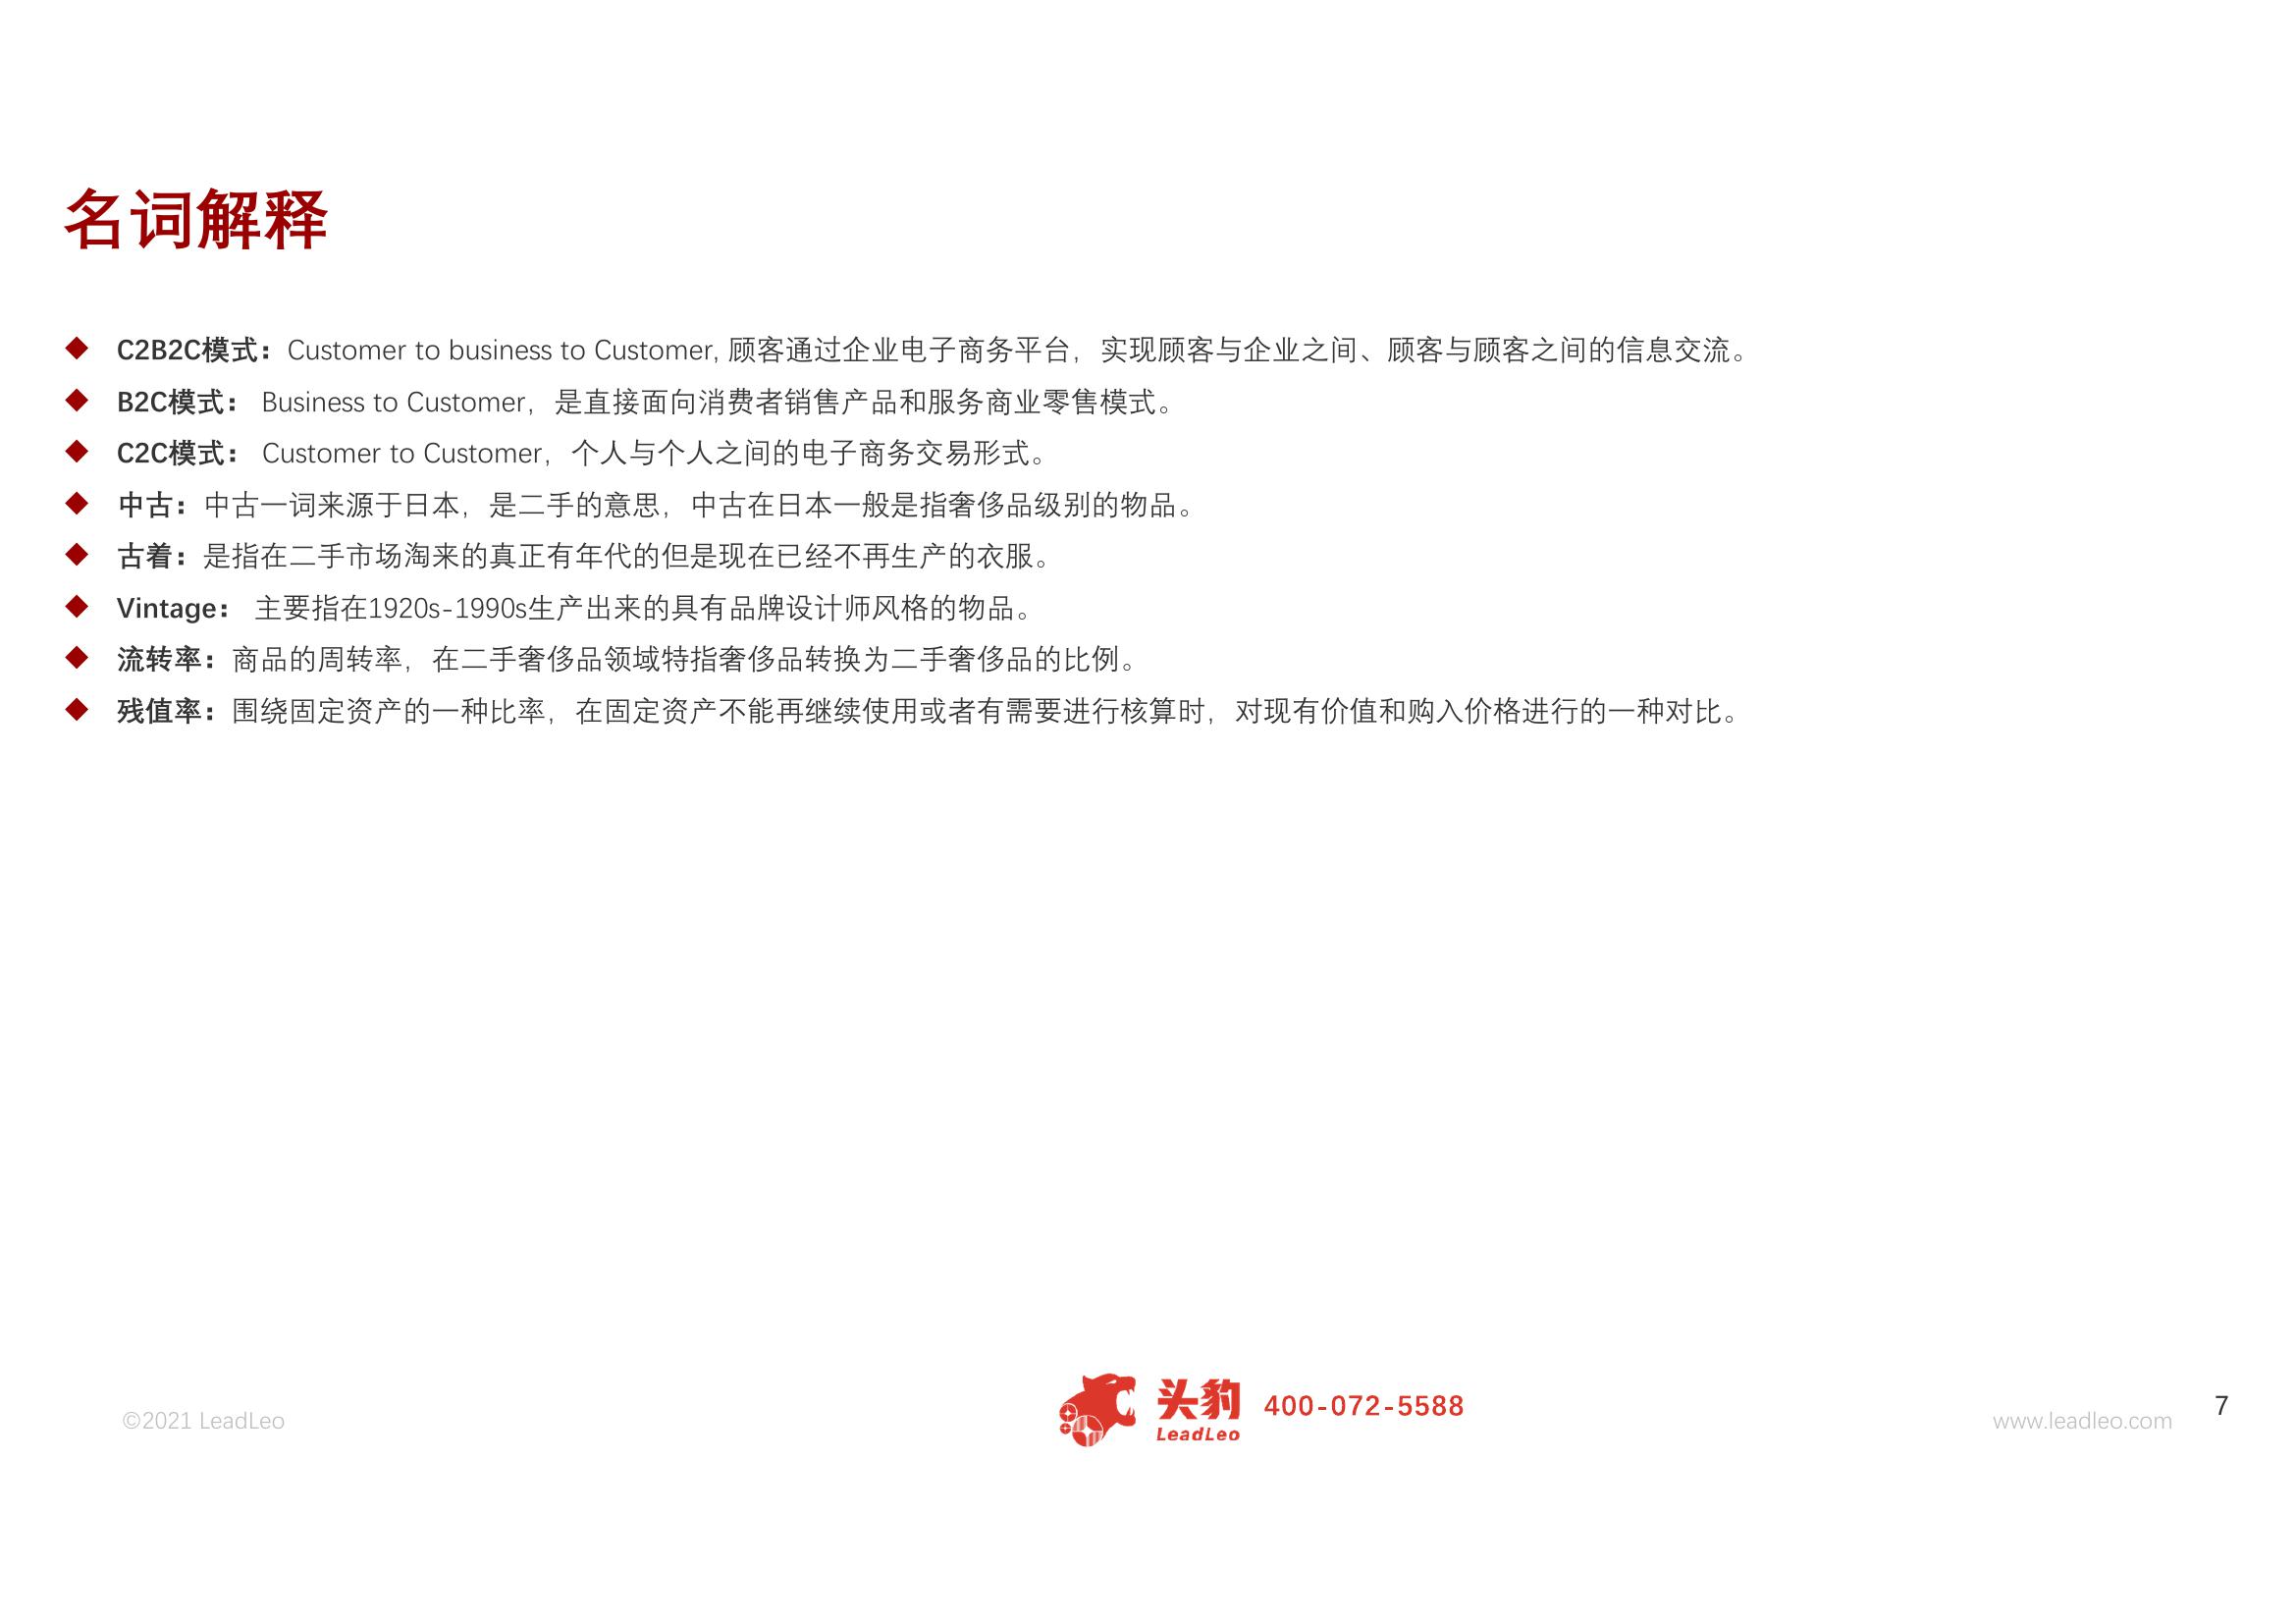 名词解释
◆ C2B2C模式：Customer to business to Customer, 顾客通过企业电子商务平台，实现顾客与企业之间、顾客与顾客之间的信息交流。
◆ B2C模式： Business to Customer，是直接面向消费者销售产品和服务商业零售模式。
◆ C2C模式： Customer to Customer，个人与个人之间的电子商务交易形式。
◆ 中古：中古一词来源于日本，是二手的意思，中古在日本一般是指奢侈品级别的物品。
◆ 古着：是指在二手市场淘来的真正有年代的但是现在已经不再生产的衣服。
◆ Vintage： 主要指在1920s-1990s生产出来的具有品牌设计师风格的物品。
◆ 流转率：商品的周转率，在二手奢侈品领域特指奢侈品转换为二手奢侈品的比例。
◆ 残值率：围绕固定资产的一种比率，在固定资产不能再继续使用或者有需要进行核算时，对现有价值和购入价格进行的一种对比。
©2021 LeadLeo
头豹
LeadLeo
400-072-5588
www.leadleo.com
7